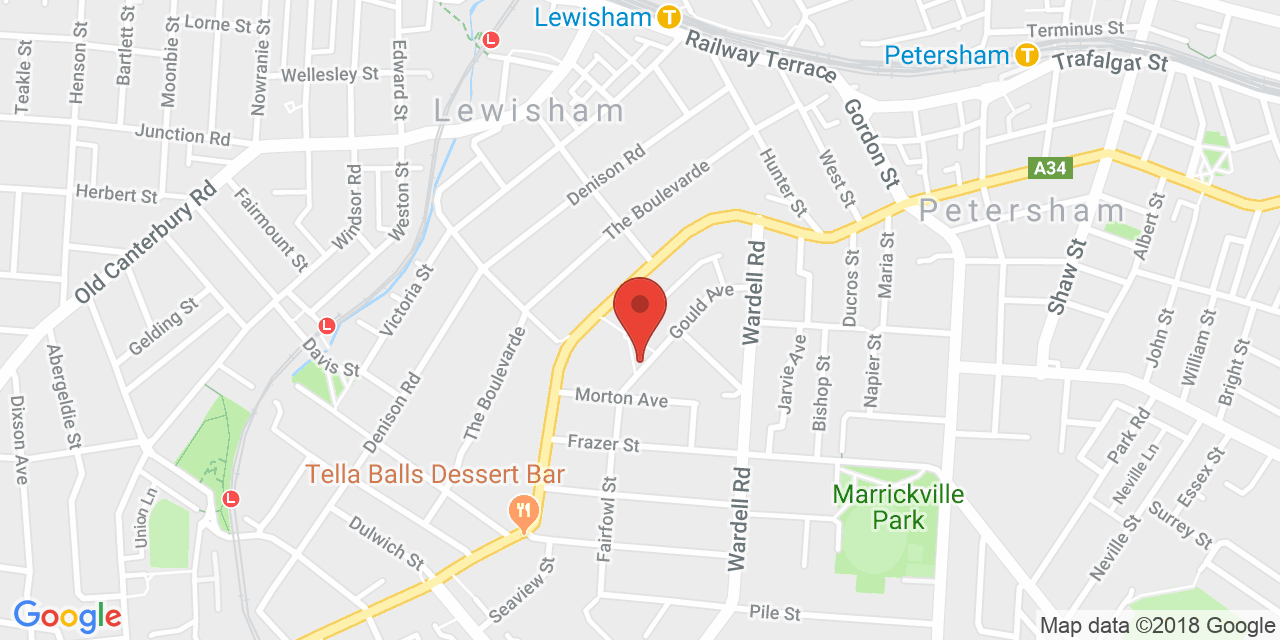 Lewisham
T
Terminus St
Petersham
T
Trafalgar St
Railway Terrace
Teakle St
Henson St
Bartlett St
Moonbie St
Lorne St
Nowranie St
Wellesley St
Edward St
L
Lewisham
Junction Rd
Gordon St
Hunter St
West St
A34
Denison Rd
The Boulevarde
Herbert St
Old Canterbury Rd
Fairmount St
Windsor Rd
Weston St
Petersham
Albert St
Shaw St
Wardell Rd
Ducros St
Maria St
Victoria St
Gould Ave
Gelding St
L
Davis St
Abergeldie St
Dixson Ave
The Boulevarde
Denison Rd
Morton Ave
Frazer St
Jarvie Ave
Bishop St
Napier St
John St
William St
Bright St
Park Rd
Neville Ln
Essex St
Tella Balls Dessert Bar
Marrickville
Park
L
Union Ln
Fairfowl St
Wardell Rd
Dulwich St
Surrey St
Neville St
Seaview St
Pile St
Google
Map data ©2018 Google